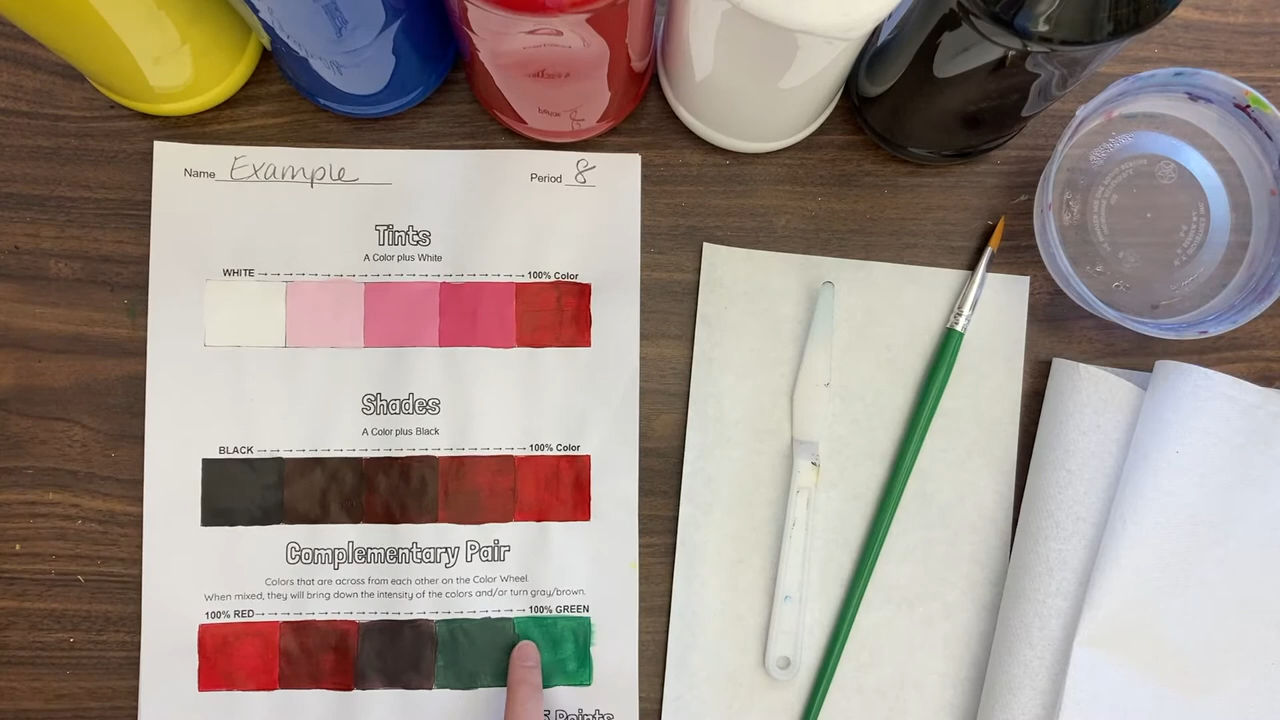 Name Example Period 8
Tints
A Color plus White
WHITE 100% Color
Shades
A Color plus Black
BLACK 100% Color
Complementary Pair
Colors that are across from each other on the Color Wheel.
When mixed, they will bring down the intensity of the colors and/or turn gray/brown.
100% RED 100% GREEN
5 Points